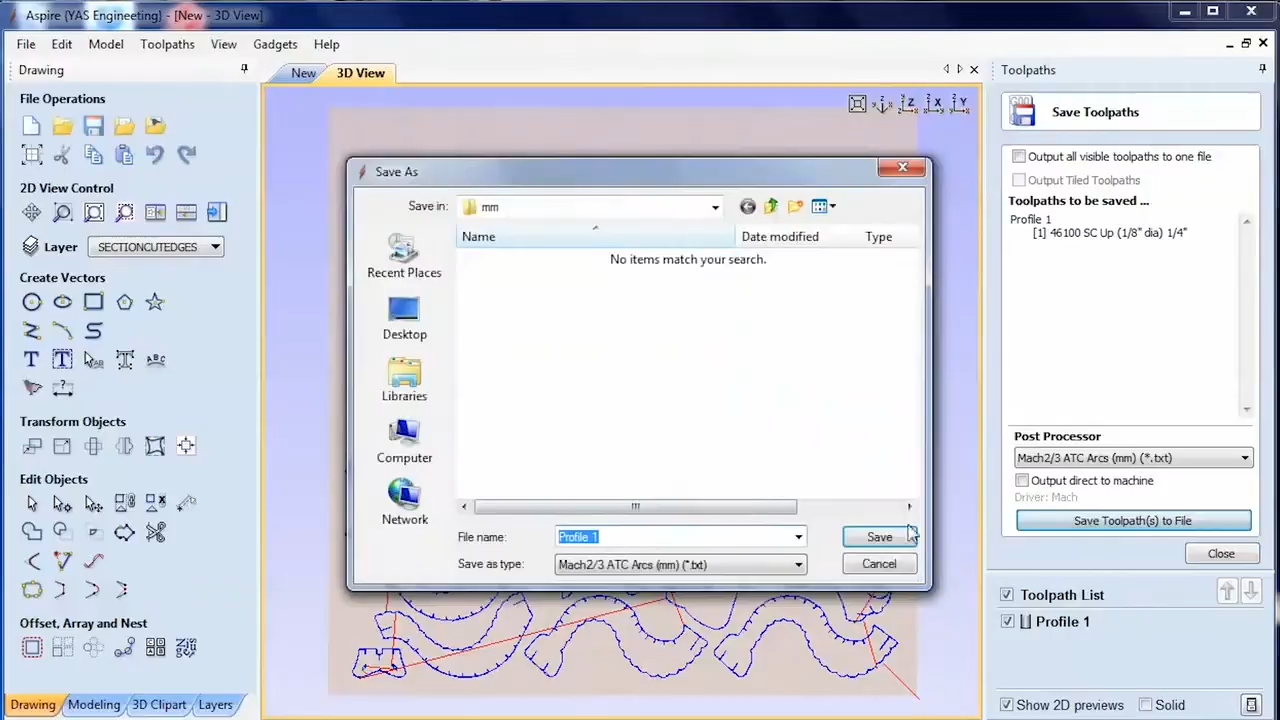 Aspire {YAS Engineering} - [New - 3D View]
File Edit Model Toolpaths View Gadgets Help
Drawing
File Operations
2D View Control
Layer SECTIONCUTEDGES
Create Vectors
Transform Objects
Edit Objects
Offset, Array and Nest
Drawing Modeling 3D Clipart Layers
New 3D View
Save As
Save in: mm
Name Date modified Type
No items match your search.
Recent Places
Desktop
Libraries
Computer
Network
File name: Profile 1 Save
Save as type: Mach2/3 ATC Arcs (mm) (*.txt) Cancel
Toolpaths
Save Toolpaths
Output all visible toolpaths to one file
Output Tiled Toolpaths
Toolpaths to be saved ...
Profile 1
[1] 46100 SC Up (1/8" dia) 1/4"
Post Processor
Mach2/3 ATC Arcs (mm) (*.txt)
Output direct to machine
Driver: Mach
Save Toolpath(s) to File
Close
Toolpath List
Profile 1
Show 2D previews Solid